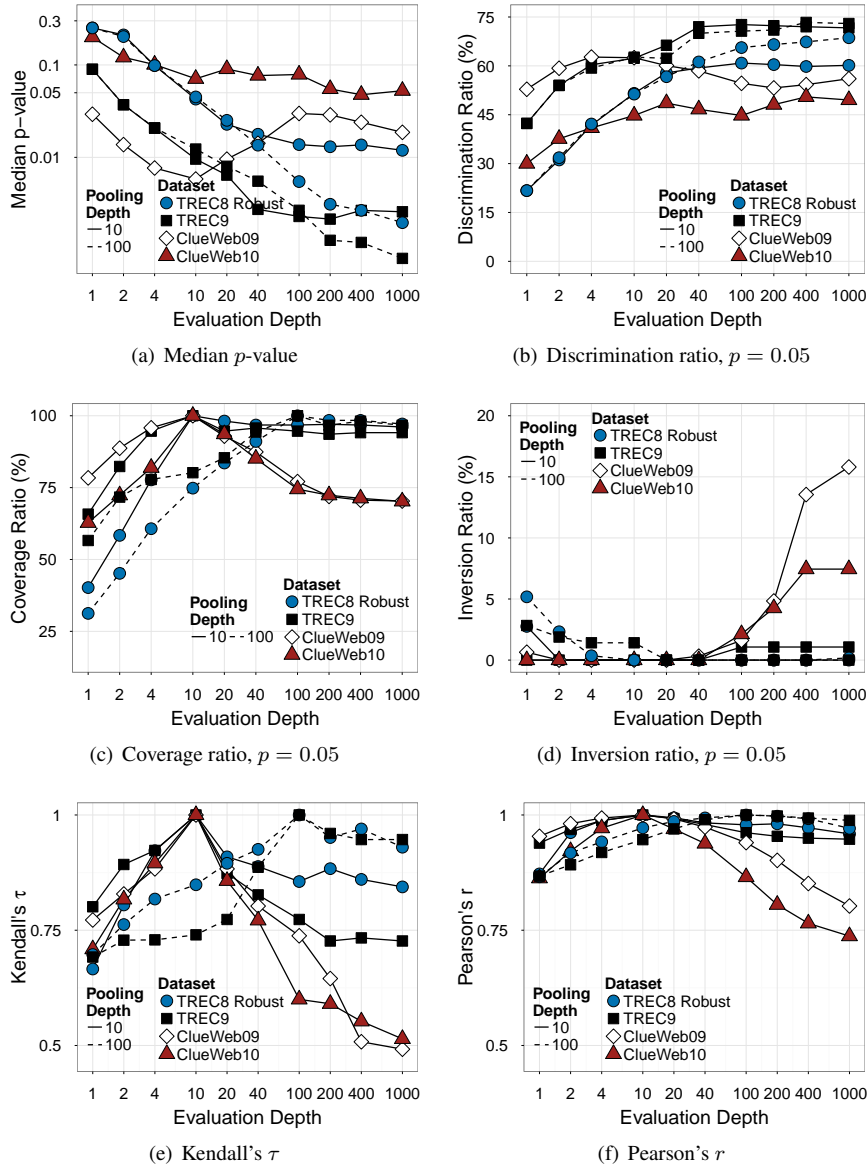 0.3
0.1
0.05
0.01
Median p−value
Pooling
Depth
10
100
Dataset
TREC8 Robust
TREC9
ClueWeb09
ClueWeb10
1 2 4 10 20 40 100 200 400 1000
Evaluation Depth
(a) Median p-value
75
60
45
30
15
0
Discrimination Ratio (%)
Pooling
Depth
10
100
Dataset
TREC8 Robust
TREC9
ClueWeb09
ClueWeb10
1 2 4 10 20 40 100 200 400 1000
Evaluation Depth
(b) Discrimination ratio, p = 0.05
100
75
50
25
Coverage Ratio (%)
Pooling
Depth
10 100
Dataset
TREC8 Robust
TREC9
ClueWeb09
ClueWeb10
1 2 4 10 20 40 100 200 400 1000
Evaluation Depth
(c) Coverage ratio, p = 0.05
20
15
10
5
0
Inversion Ratio (%)
Pooling
Depth
10
100
Dataset
TREC8 Robust
TREC9
ClueWeb09
ClueWeb10
1 2 4 10 20 40 100 200 400 1000
Evaluation Depth
(d) Inversion ratio, p = 0.05
1
0.75
0.5
Kendall's τ
Pooling
Depth
10
100
Dataset
TREC8 Robust
TREC9
ClueWeb09
ClueWeb10
1 2 4 10 20 40 100 200 400 1000
Evaluation Depth
(e) Kendall's τ
1
0.75
0.5
Pearson's r
Pooling
Depth
10
100
Dataset
TREC8 Robust
TREC9
ClueWeb09
ClueWeb10
1 2 4 10 20 40 100 200 400 1000
Evaluation Depth
(f) Pearson's r